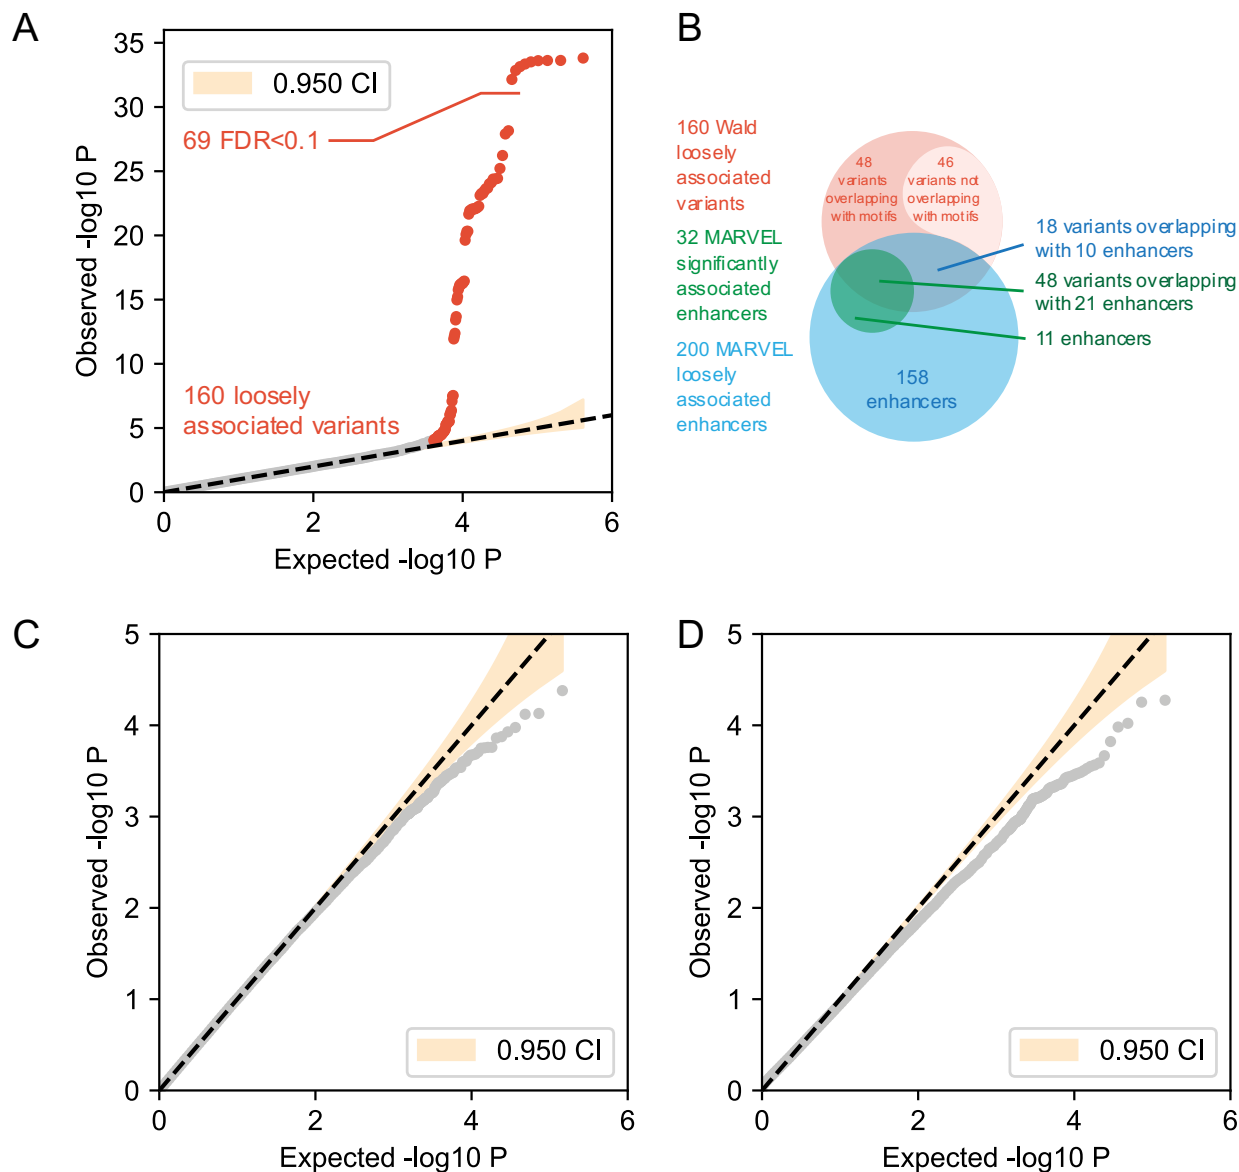 A
35
30
25
20
15
10
5
0
Observed -log10 P
0.950 CI
69 FDR<0.1
160 loosely
associated variants
0
2
4
6
Expected -log10 P
B
160 Wald
loosely
associated
variants
32 MARVEL
significantly
associated
enhancers
200 MARVEL
loosely
associated
enhancers
48
variants
overlapping
with motifs
46
variants not
overlapping
with motifs
18 variants overlapping
with 10 enhancers
48 variants overlapping
with 21 enhancers
11 enhancers
158
enhancers
C
5
4
3
2
1
0
Observed -log10 P
0.950 CI
0
2
4
6
Expected -log10 P
D
5
4
3
2
1
0
Observed -log10 P
0.950 CI
0
2
4
6
Expected -log10 P